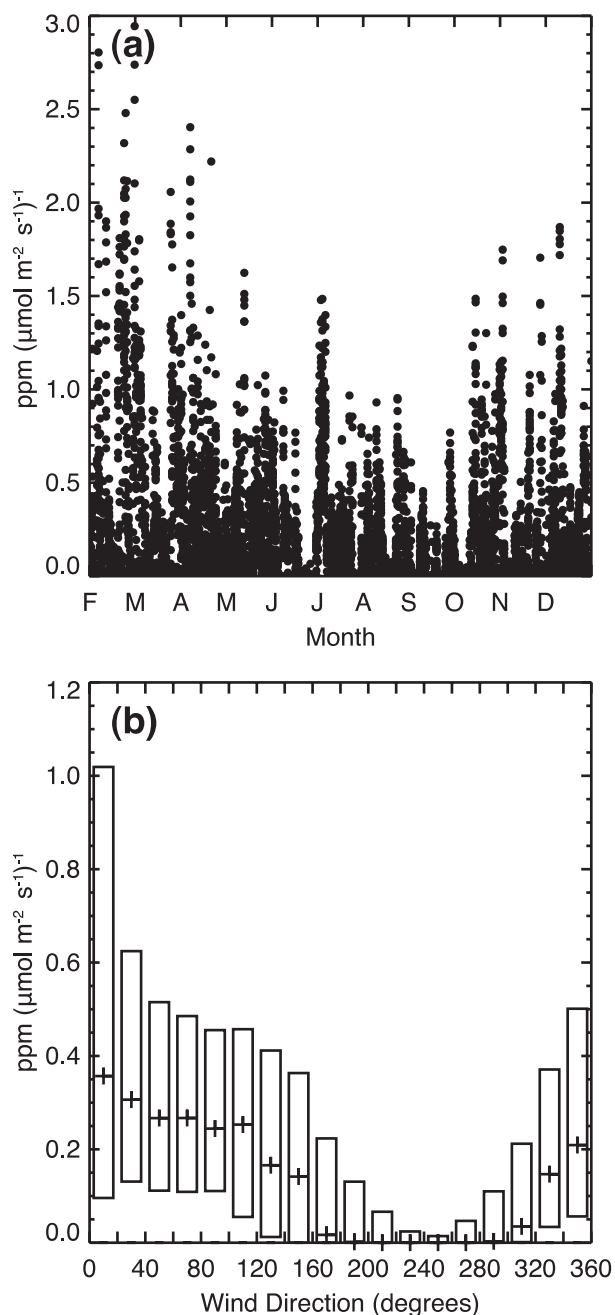 (a)
3.0
2.5
2.0
1.5
1.0
0.5
0.0
ppm (µmol m⁻² s⁻¹)⁻¹
F M A M J J A S O N D
Month
(b)
1.2
1.0
0.8
0.6
0.4
0.2
0.0
ppm (µmol m⁻² s⁻¹)⁻¹
0 40 80 120 160 200 240 280 320 360
Wind Direction (degrees)